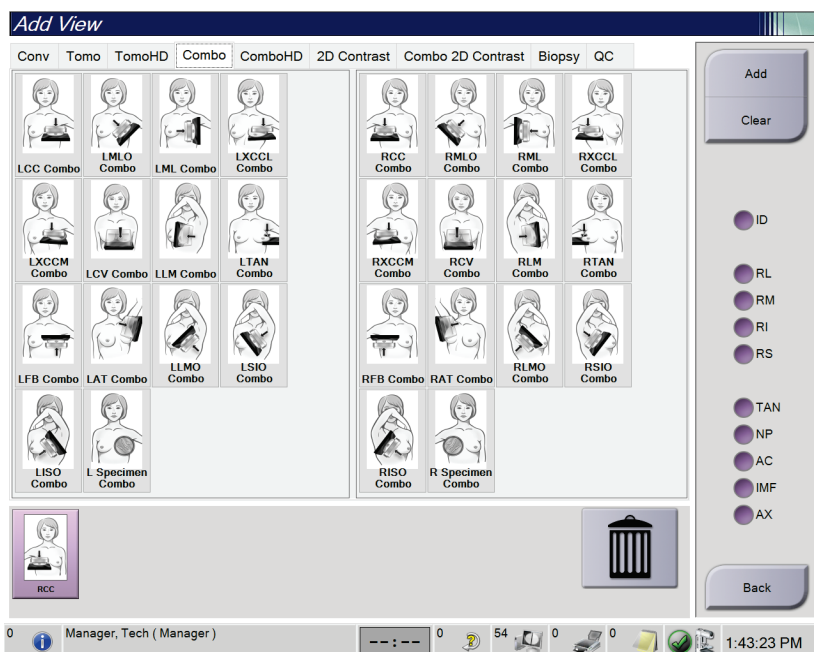 Add View
Conv Tomo TomoHD Combo ComboHD 2D Contrast Combo 2D Contrast Biopsy QC
LCC Combo
LMLO
Combo
LML Combo
LXCCL
Combo
RCC
Combo
RMLO
Combo
RML
Combo
RXCCL
Combo
LXCCM
Combo
LCV Combo
LLM Combo
LTAN
Combo
RXCCM
Combo
RCV
Combo
RLM
Combo
RTAN
Combo
LFB Combo
LAT Combo
LLMO
Combo
LSIO
Combo
RFB Combo
RAT Combo
RLMO
Combo
RSIO
Combo
LISO
Combo
L Specimen
Combo
RISO
Combo
R Specimen
Combo
Add
Clear
ID
RL
RM
RI
RS
TAN
NP
AC
IMF
AX
RCC
Back
0 Manager, Tech ( Manager ) --:-- 0 54 0 0 1:43:23 PM